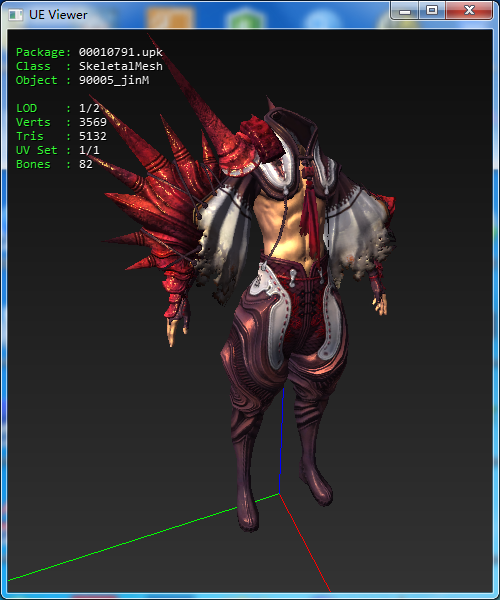 UE Viewer
Package: 00010791.upk
Class : SkeletalMesh
Object : 90005_jinM
LOD : 1/2
Verts : 3569
Tris : 5132
UV Set : 1/1
Bones : 82